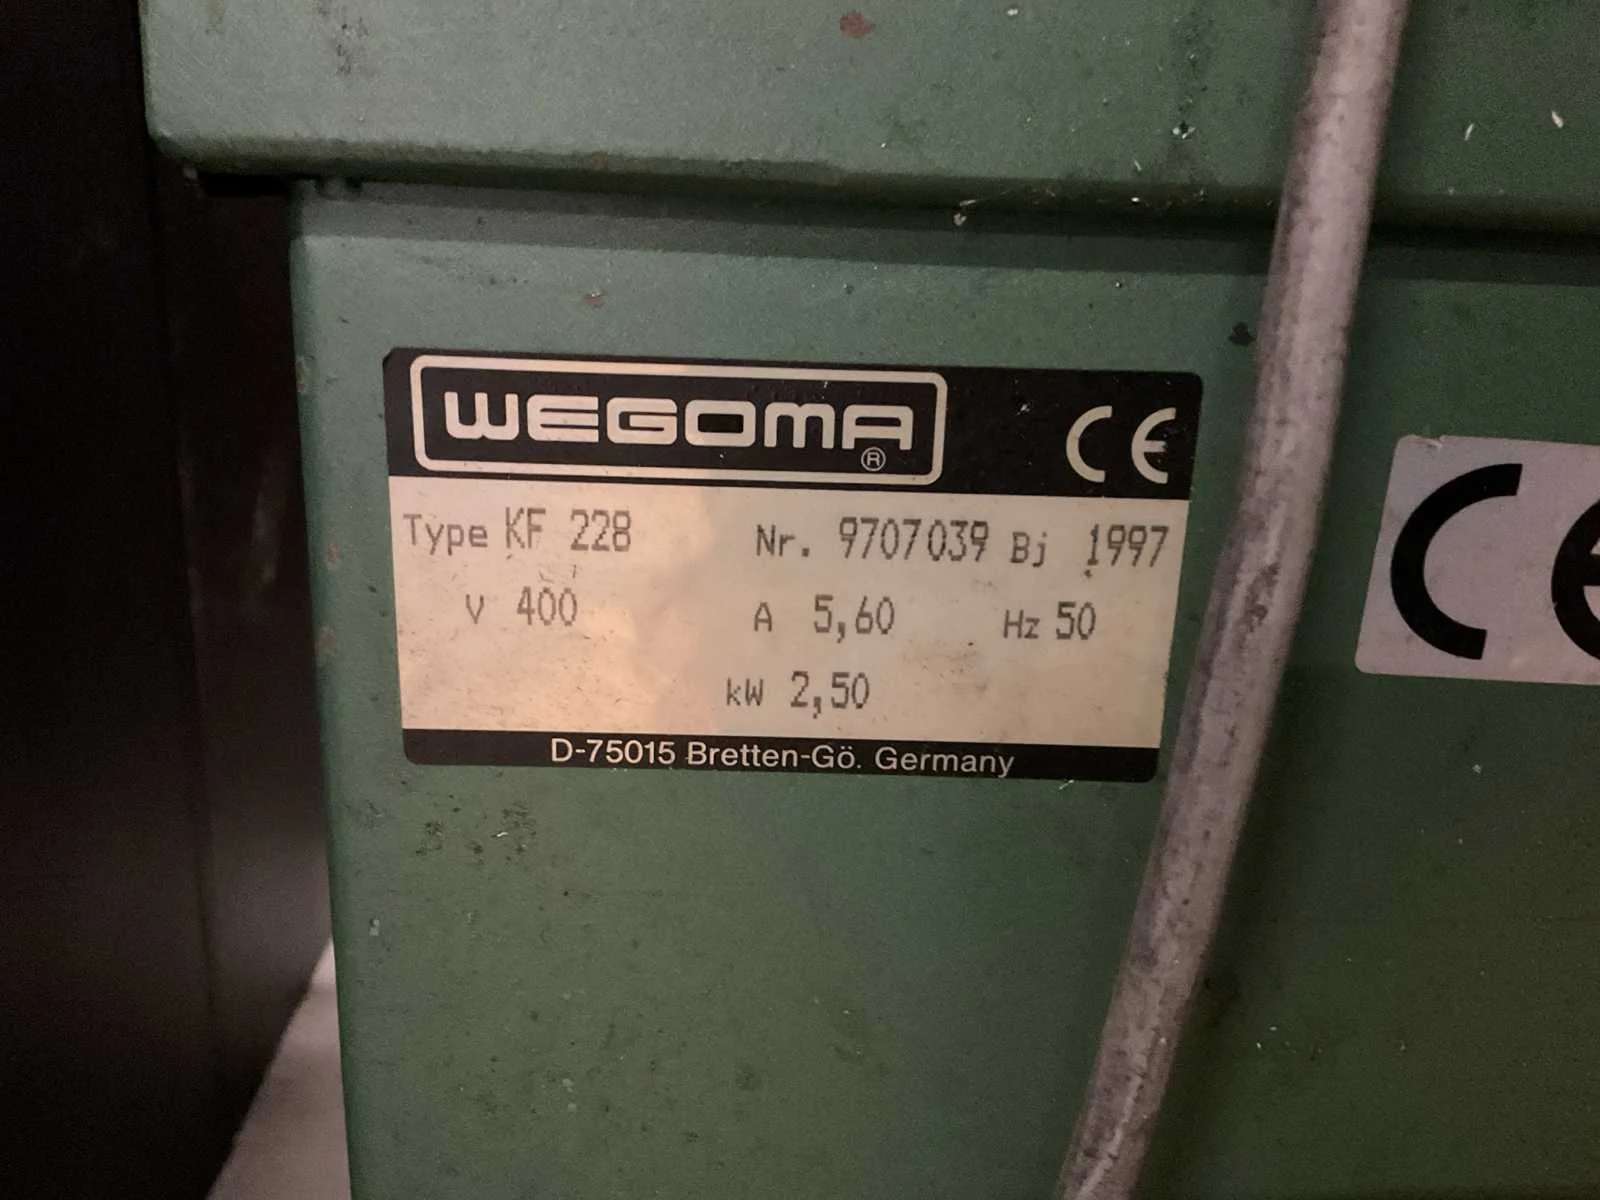 WEGOMA ® CE
Type KF 228 Nr. 9707039 Bj 1997
V 400 A 5,60 Hz 50
kW 2,50
D-75015 Bretten-Gö. Germany
CE